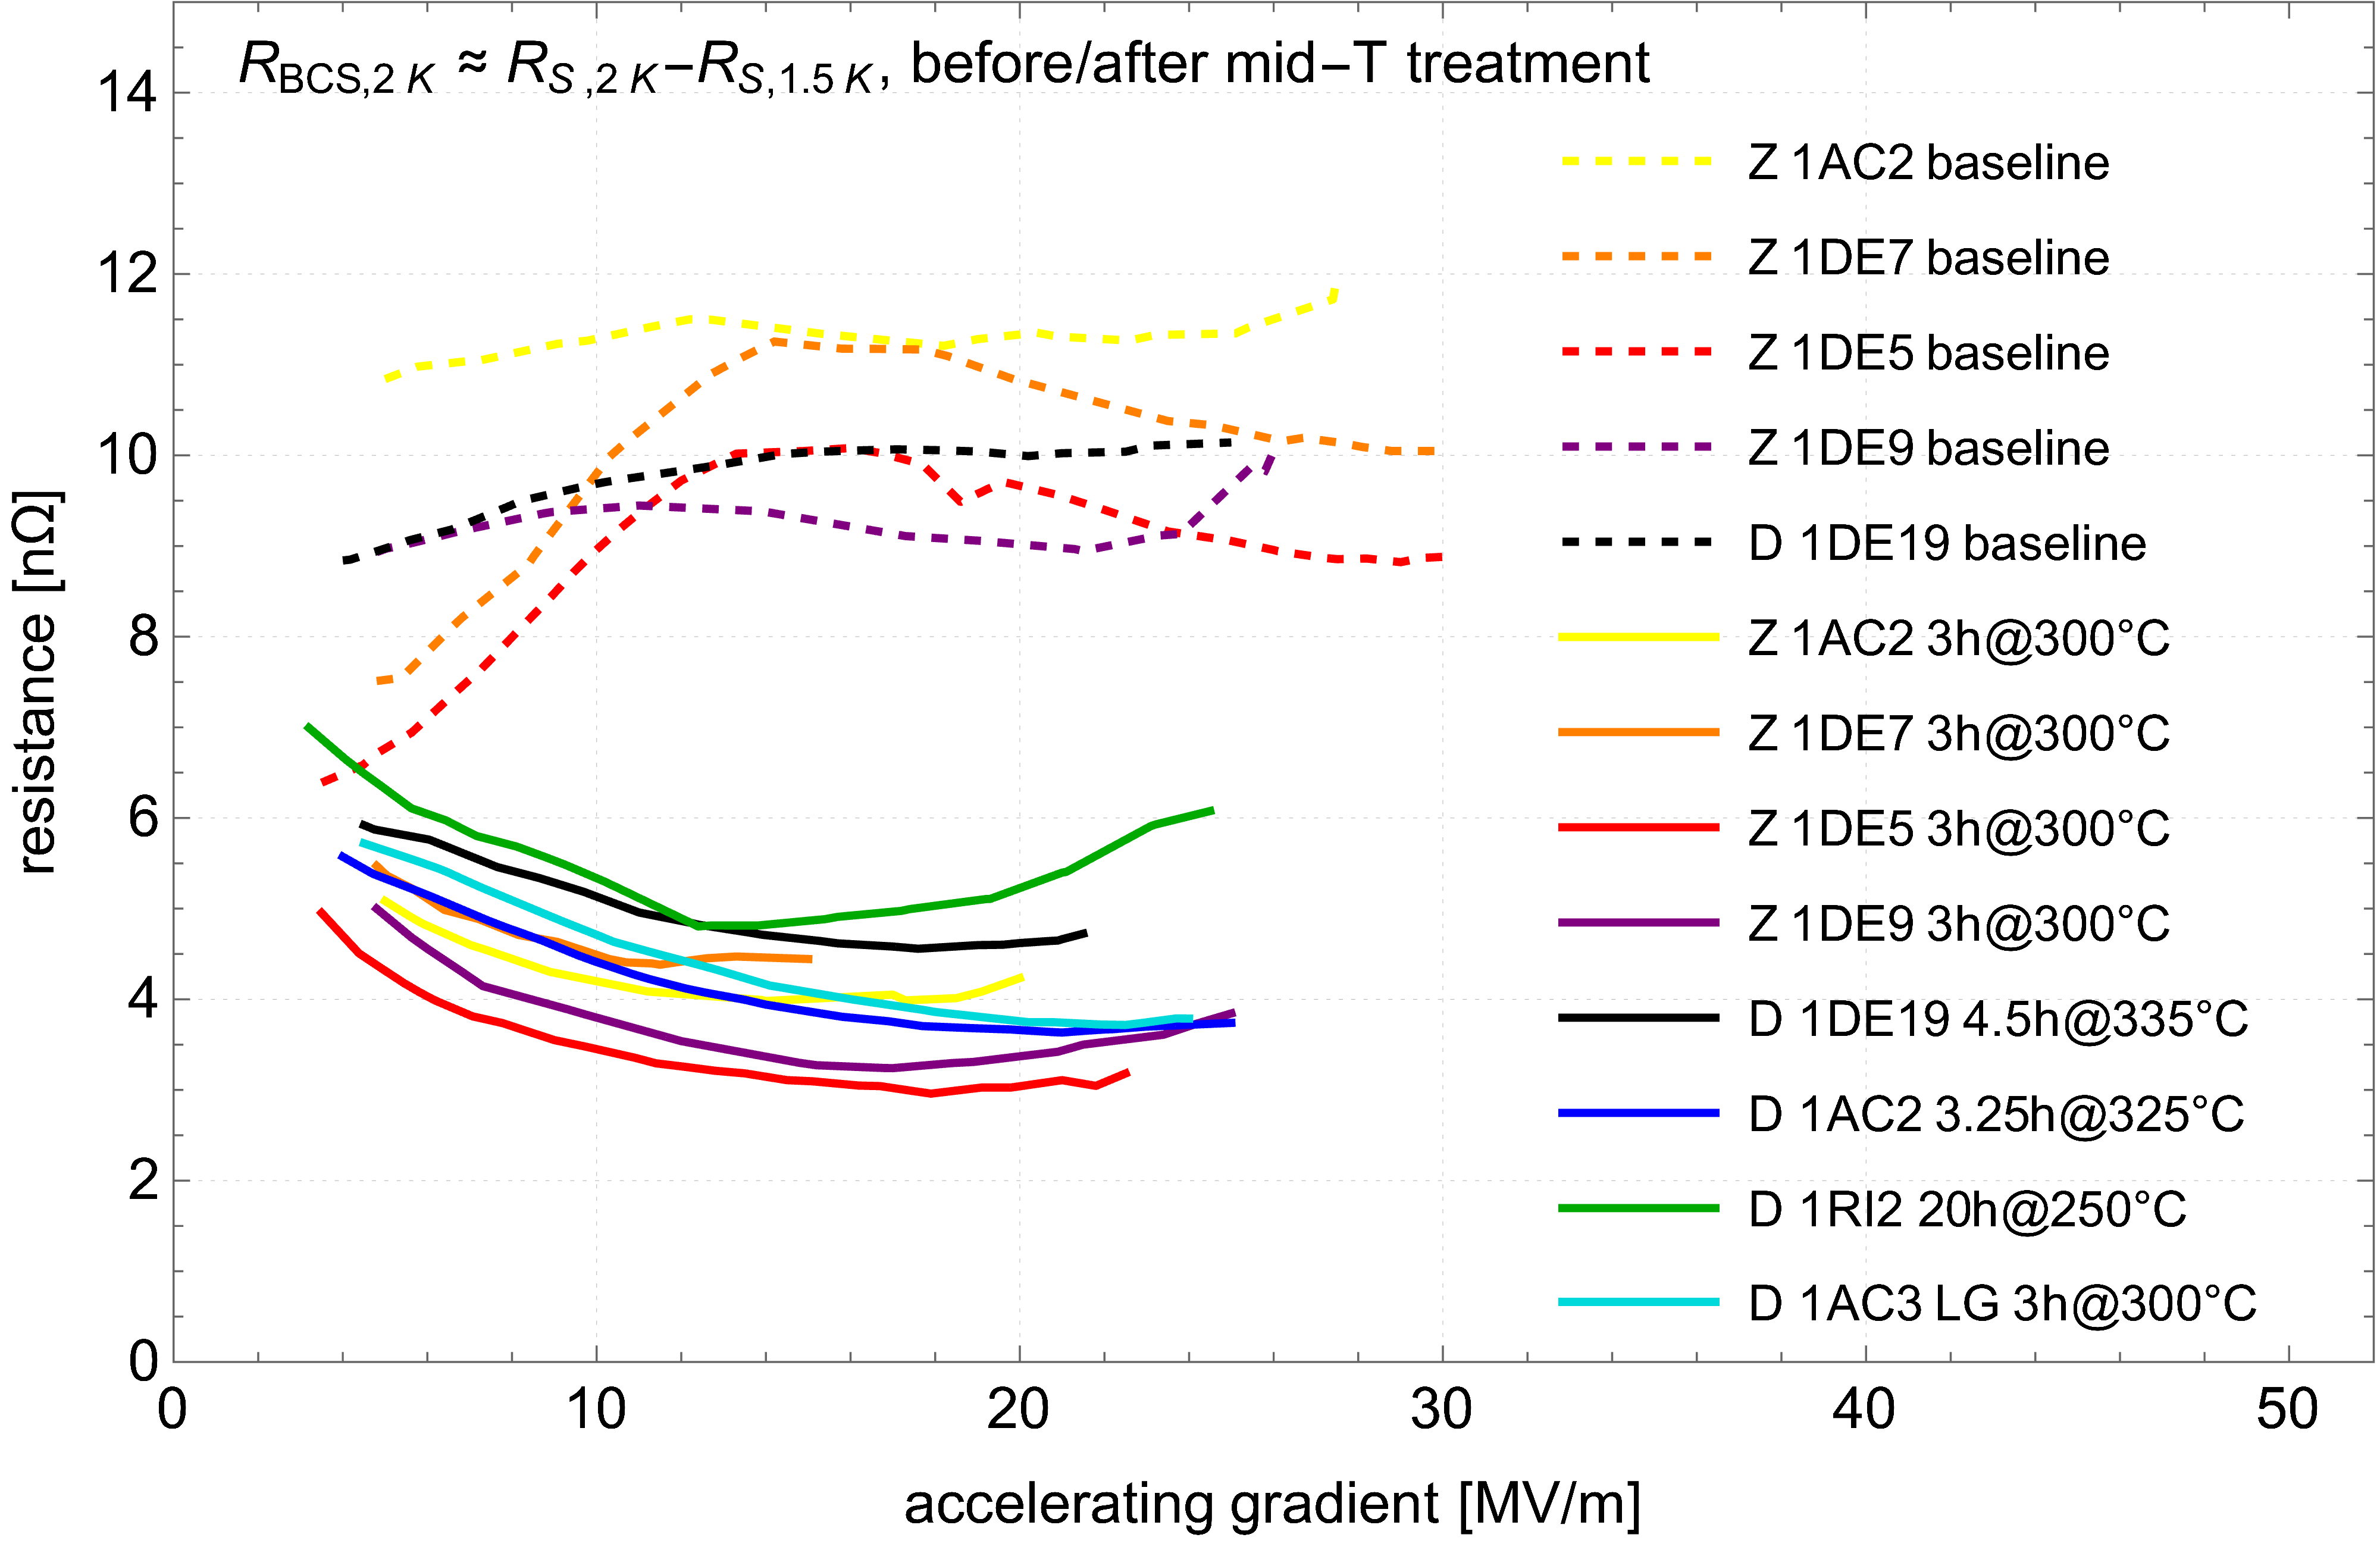 R_BCS,2 K ≈ R_S,2 K−R_S,1.5 K, before/after mid−T treatment
14
12
10
8
6
4
2
0
resistance [nΩ]
Z 1AC2 baseline
Z 1DE7 baseline
Z 1DE5 baseline
Z 1DE9 baseline
D 1DE19 baseline
Z 1AC2 3h@300°C
Z 1DE7 3h@300°C
Z 1DE5 3h@300°C
Z 1DE9 3h@300°C
D 1DE19 4.5h@335°C
D 1AC2 3.25h@325°C
D 1RI2 20h@250°C
D 1AC3 LG 3h@300°C
0 10 20 30 40 50
accelerating gradient [MV/m]